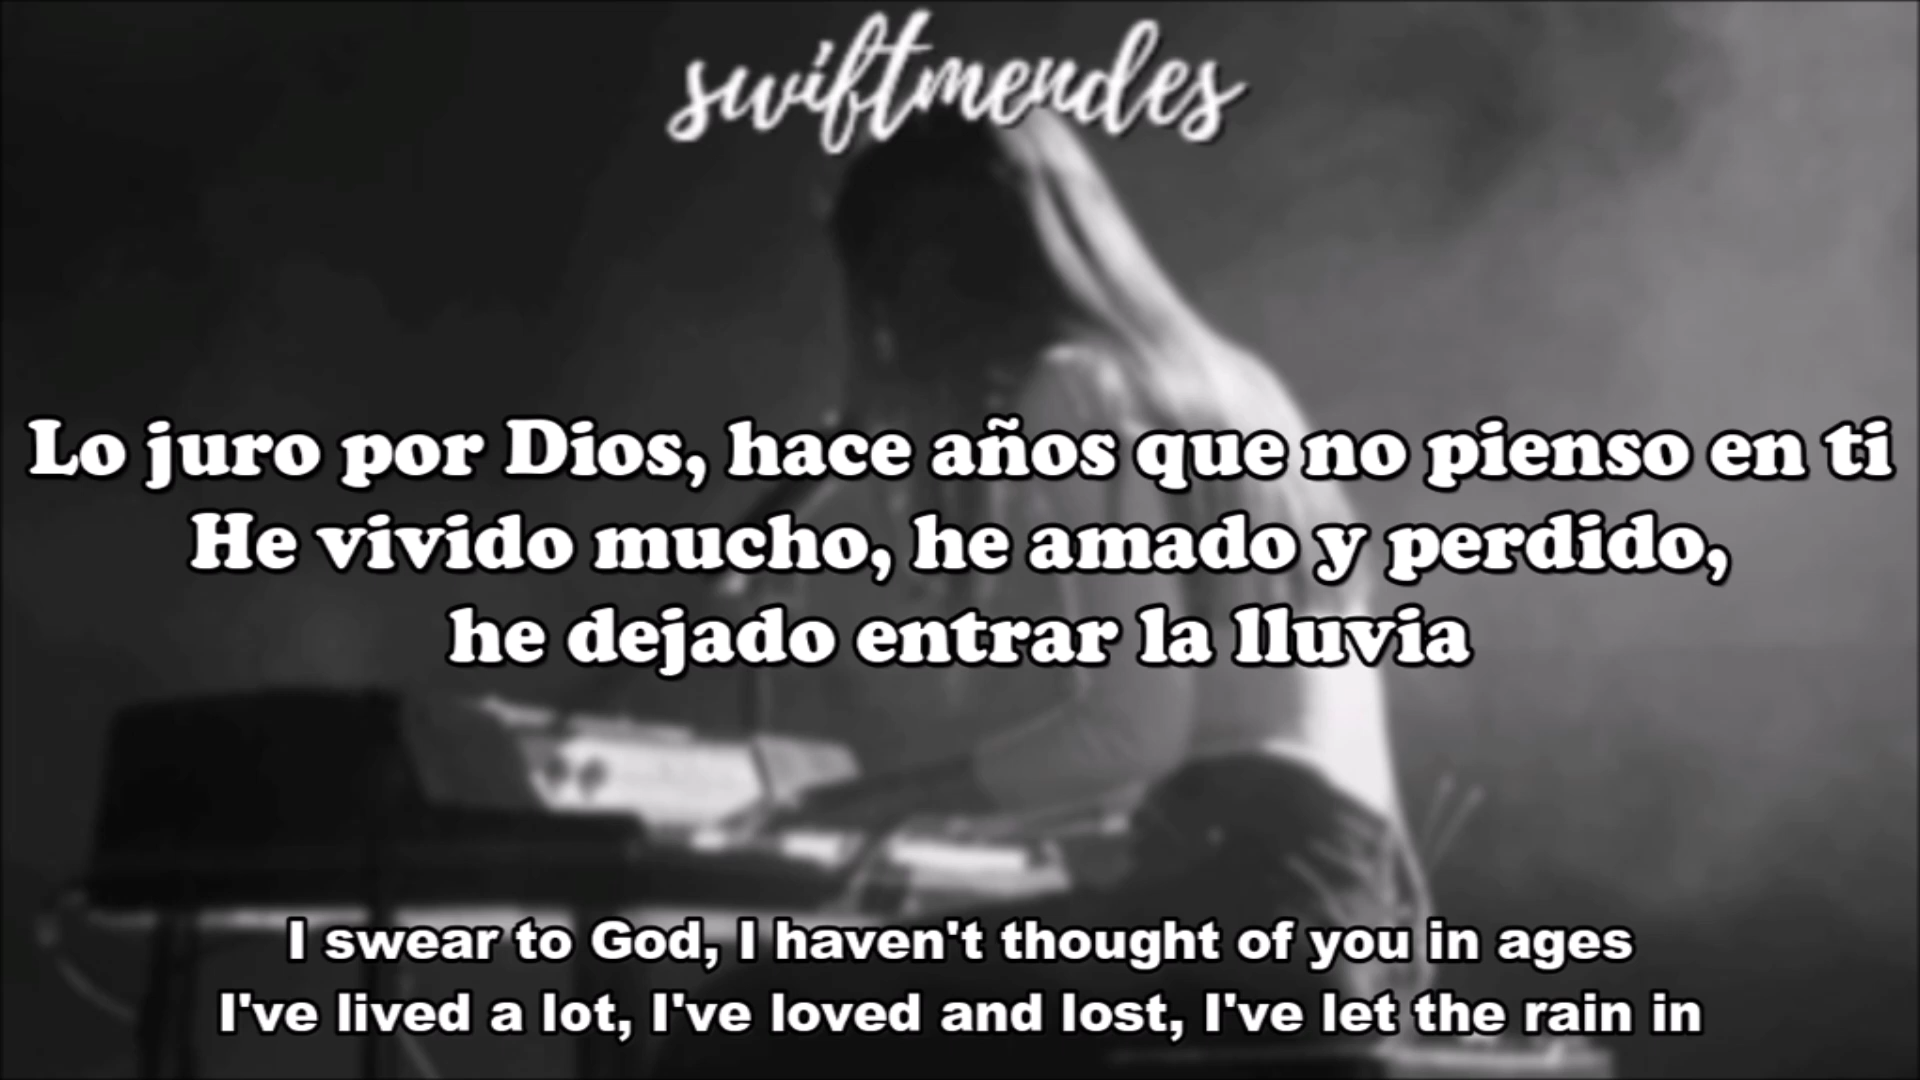 swiftmendes
Lo juro por Dios, hace años que no pienso en ti
He vivido mucho, he amado y perdido,
he dejado entrar la lluvia
I swear to God, I haven't thought of you in ages
I've lived a lot, I've loved and lost, I've let the rain in